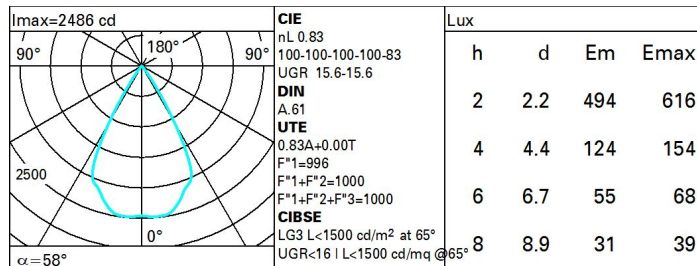 Imax=2486 cd
90° 180° 90°
2500
0°
α=58°
CIE
nL 0.83
100-100-100-100-83
UGR 15.6-15.6
DIN
A.61
UTE
0.83A+0.00T
F"1=996
F"1+F"2=1000
F"1+F"2+F"3=1000
CIBSE
LG3 L<1500 cd/m² at 65°
UGR<16 | L<1500 cd/mq @65°
Lux
h d Em Emax
2 2.2 494 616
4 4.4 124 154
6 6.7 55 68
8 8.9 31 39